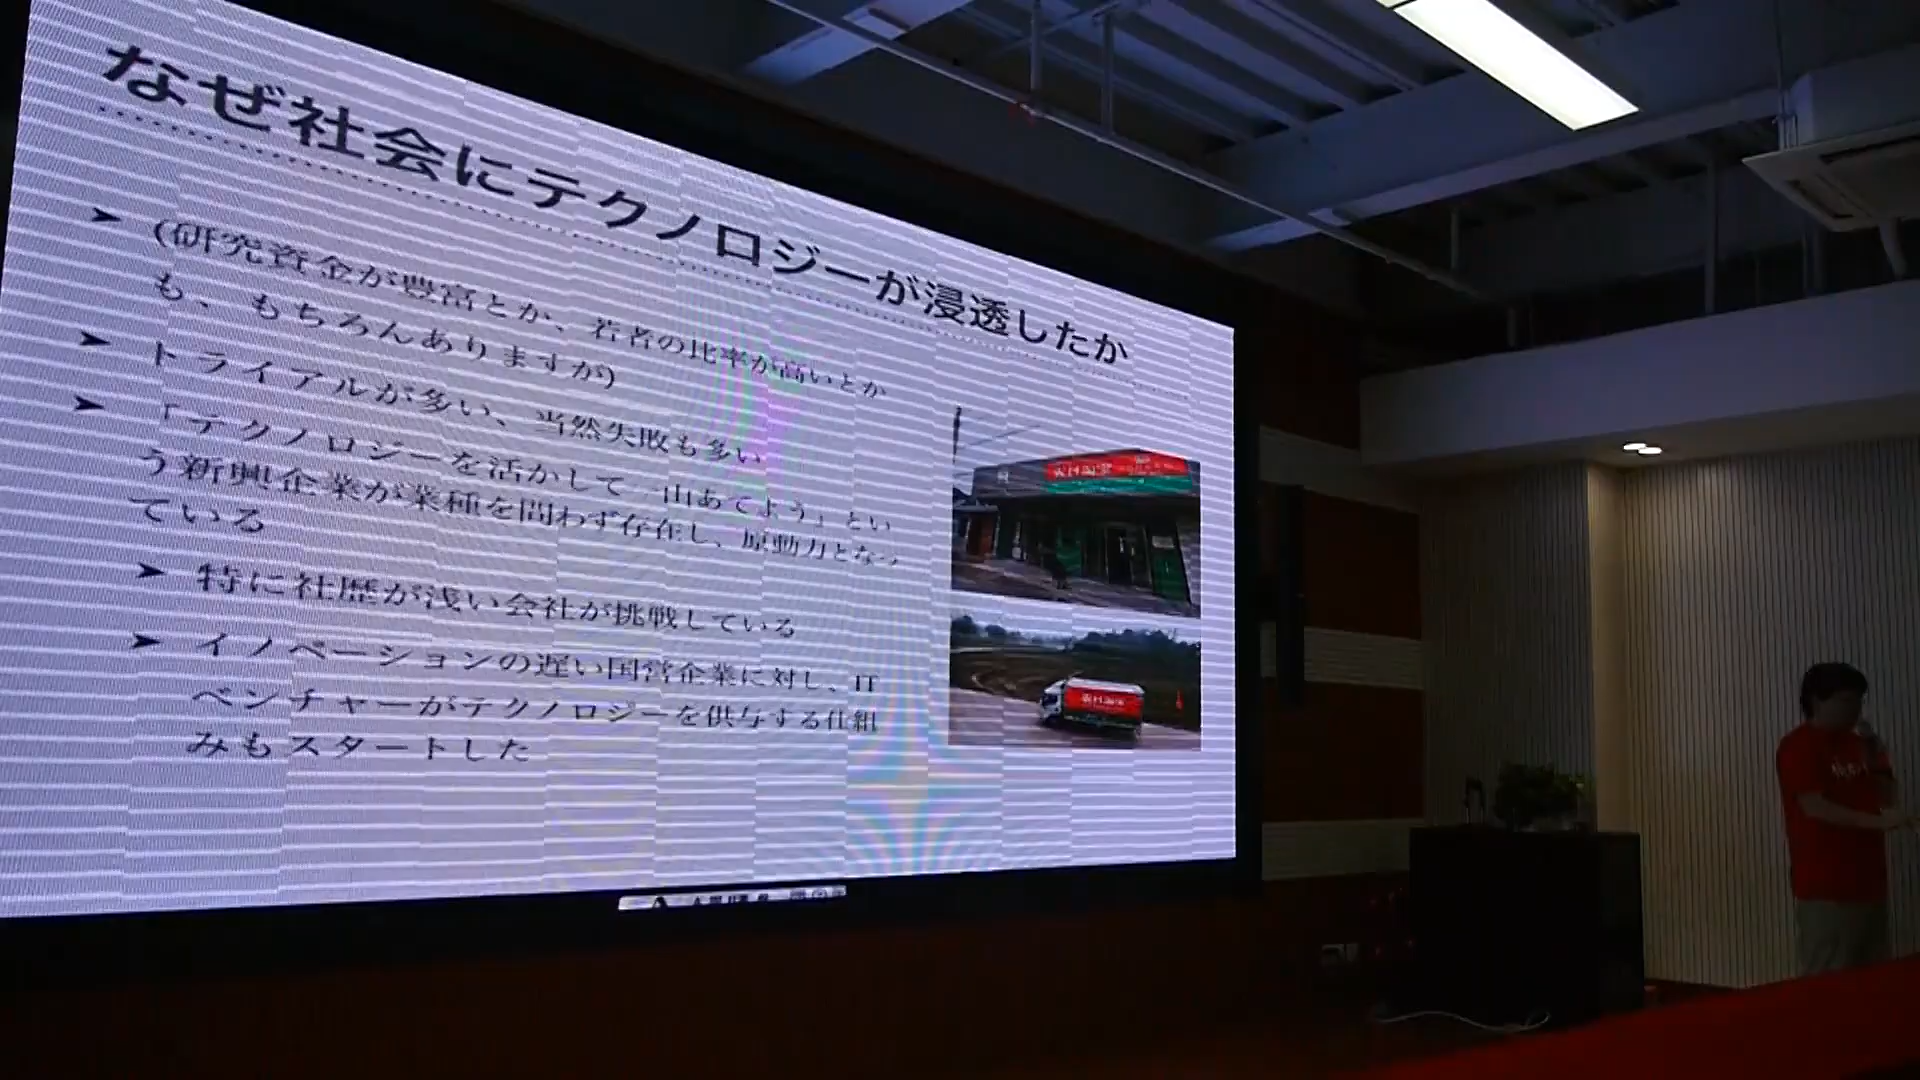 なぜ社会にテクノロジーが浸透したか
(研究資金が豊富とか、若者の比率が高いとか
も、もちろんありますが)
トライアルが多い、当然失敗も多い
「テクノロジーを活かして一山あてよう」とい
う新興企業が業種を問わず存在し、原動力となっ
ている
特に社歴が浅い会社が挑戦している
イノベーションの遅い国営企業に対し、IT
ベンチャーがテクノロジーを供与する仕組
みもスタートした
农村淘宝
农村淘宝